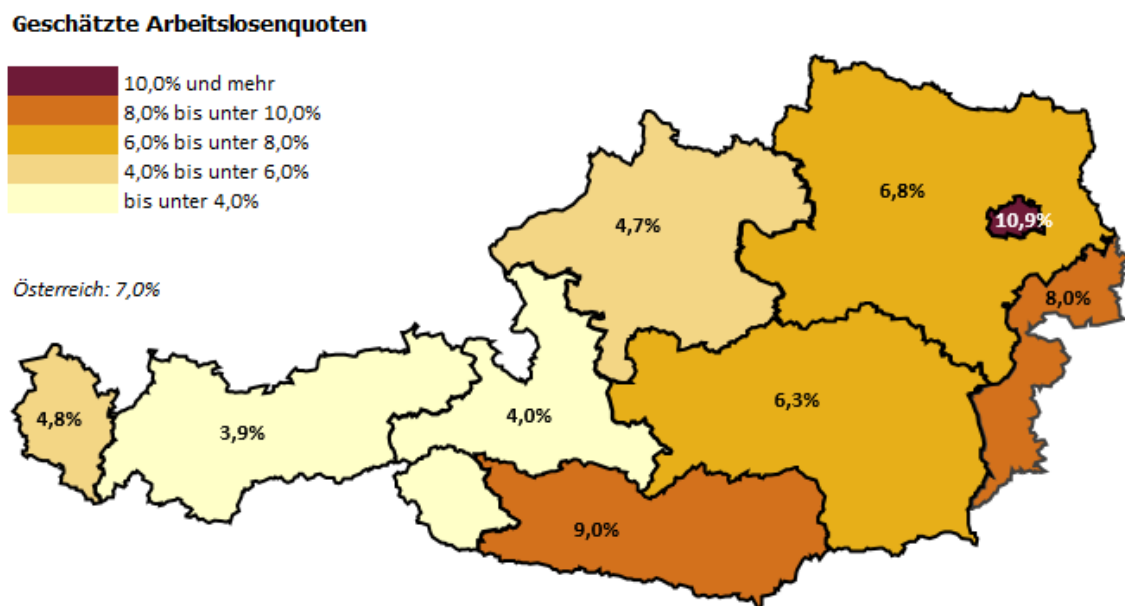 Geschätzte Arbeitslosenquoten
10,0% und mehr
8,0% bis unter 10,0%
6,0% bis unter 8,0%
4,0% bis unter 6,0%
bis unter 4,0%
Österreich: 7,0%
6,8%
10,9%
4,7%
8,0%
6,3%
4,0%
4,8%
3,9%
9,0%